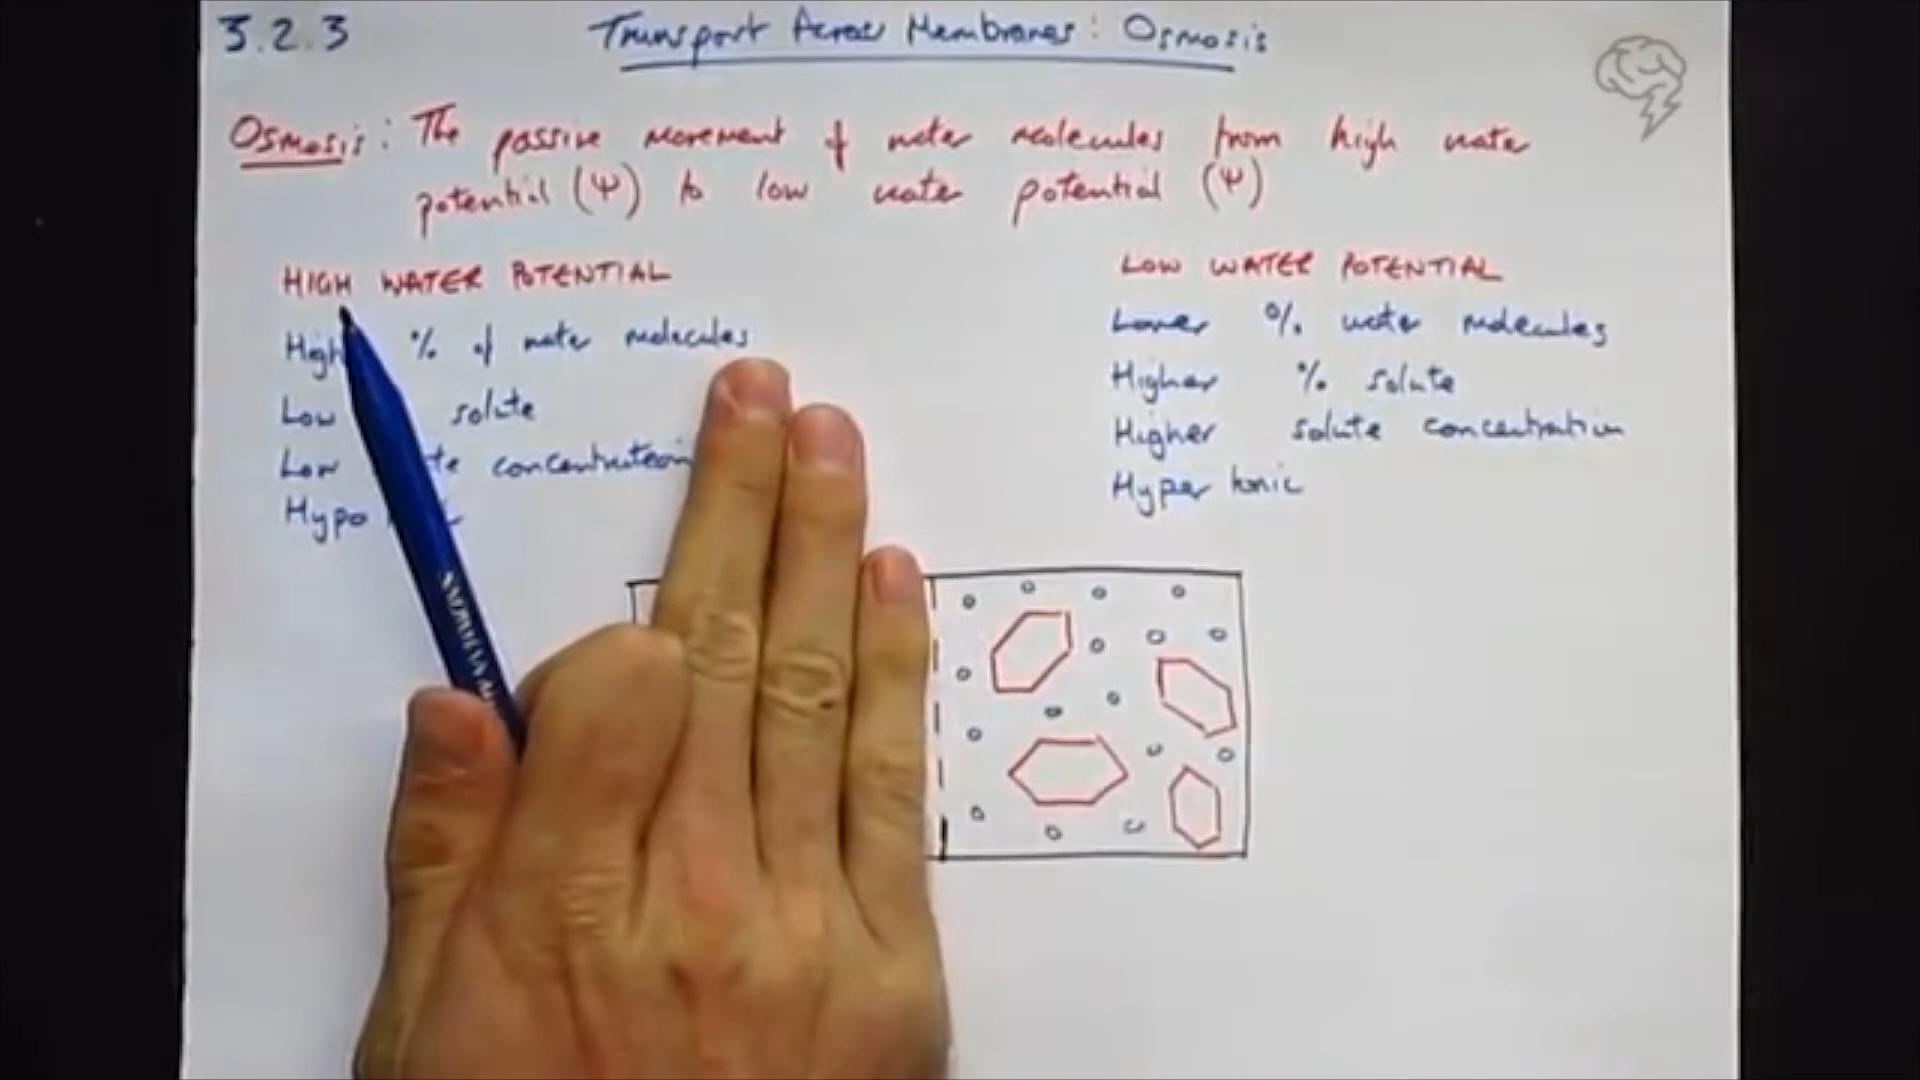 3.2.3
Transport Across Membranes: Osmosis
Osmosis: The passive movement of water molecules from high water
potential (Ψ) to low water potential (Ψ)
HIGH WATER POTENTIAL
High % of water molecules
Low solute
Low concentration
Hypo
LOW WATER POTENTIAL
Lower % water molecules
Higher % solute
Higher solute concentration
Hyper tonic